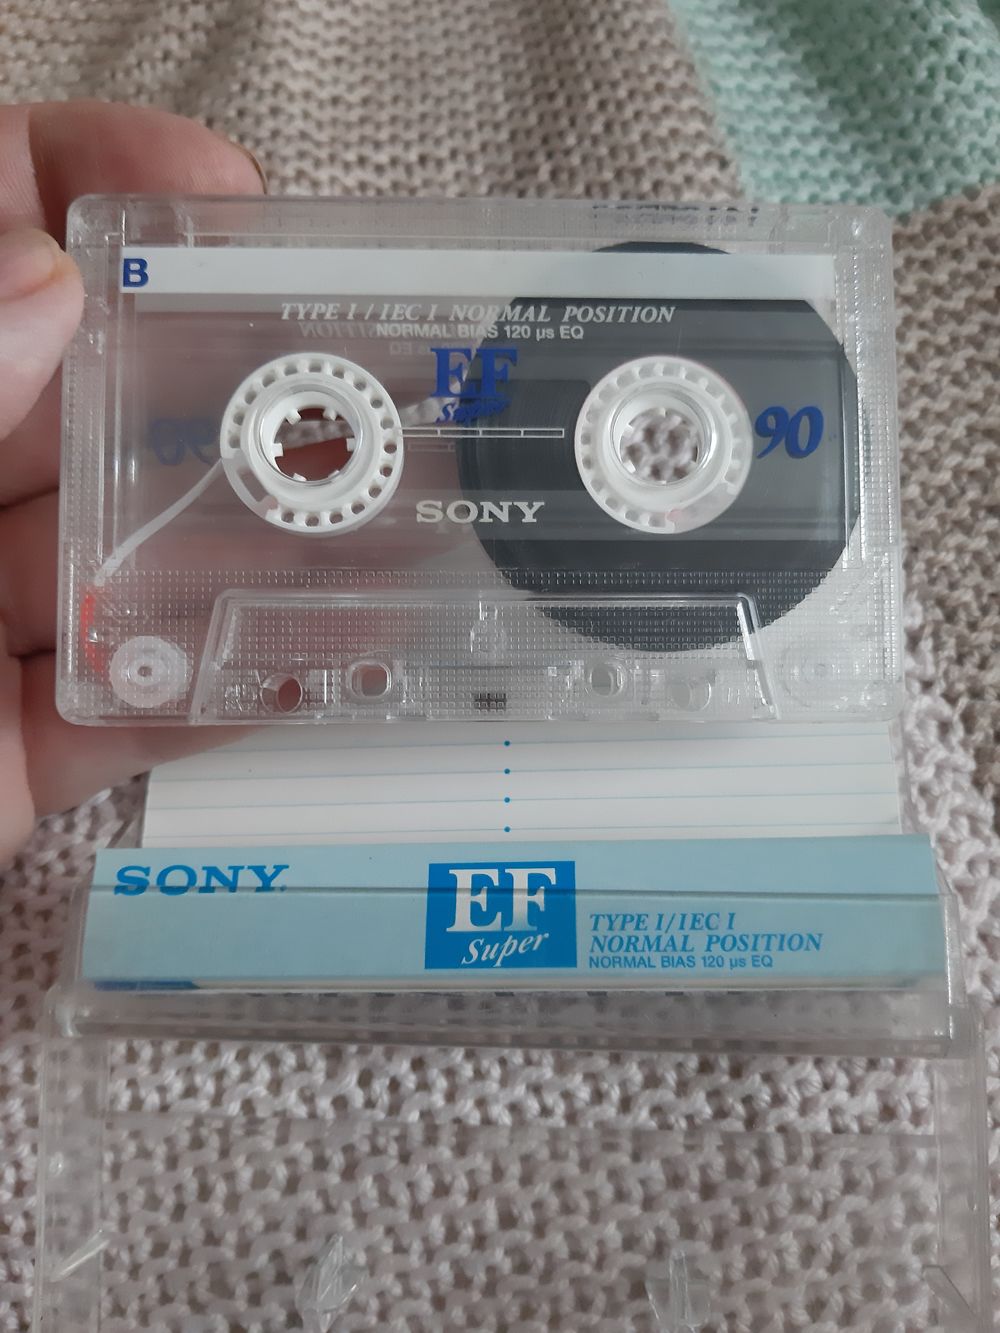 B
TYPE I / IEC I NORMAL POSITION
NORMAL BIAS 120 µs EQ
EF
Super
90
SONY
SONY
EF
Super
TYPE I/IEC I
NORMAL POSITION
NORMAL BIAS 120 µs EQ